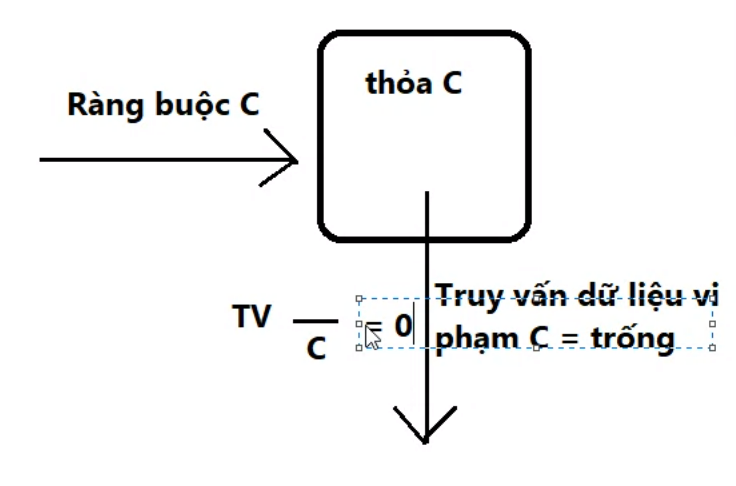 thỏa C
Ràng buộc C
Truy vấn dữ liệu vi
phạm C = trống
TV
C
= 0